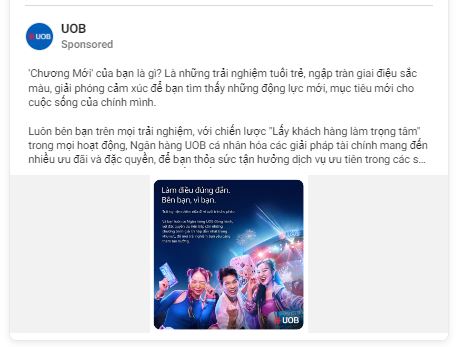 UOB
UOB
Sponsored
'Chương Mới' của bạn là gì? Là những trải nghiệm tuổi trẻ, ngập tràn giai điệu sắc
màu, giải phóng cảm xúc để bạn tìm thấy những động lực mới, mục tiêu mới cho
cuộc sống của chính mình.
Luôn bên bạn trên mọi trải nghiệm, với chiến lược "Lấy khách hàng làm trọng tâm"
trong mọi hoạt động, Ngân hàng UOB cá nhân hóa các giải pháp tài chính mang đến
nhiều ưu đãi và đặc quyền, để bạn thỏa sức tận hưởng dịch vụ ưu tiên trong các s...
Làm điều đúng đắn.
Bên bạn, vì bạn.
UOB